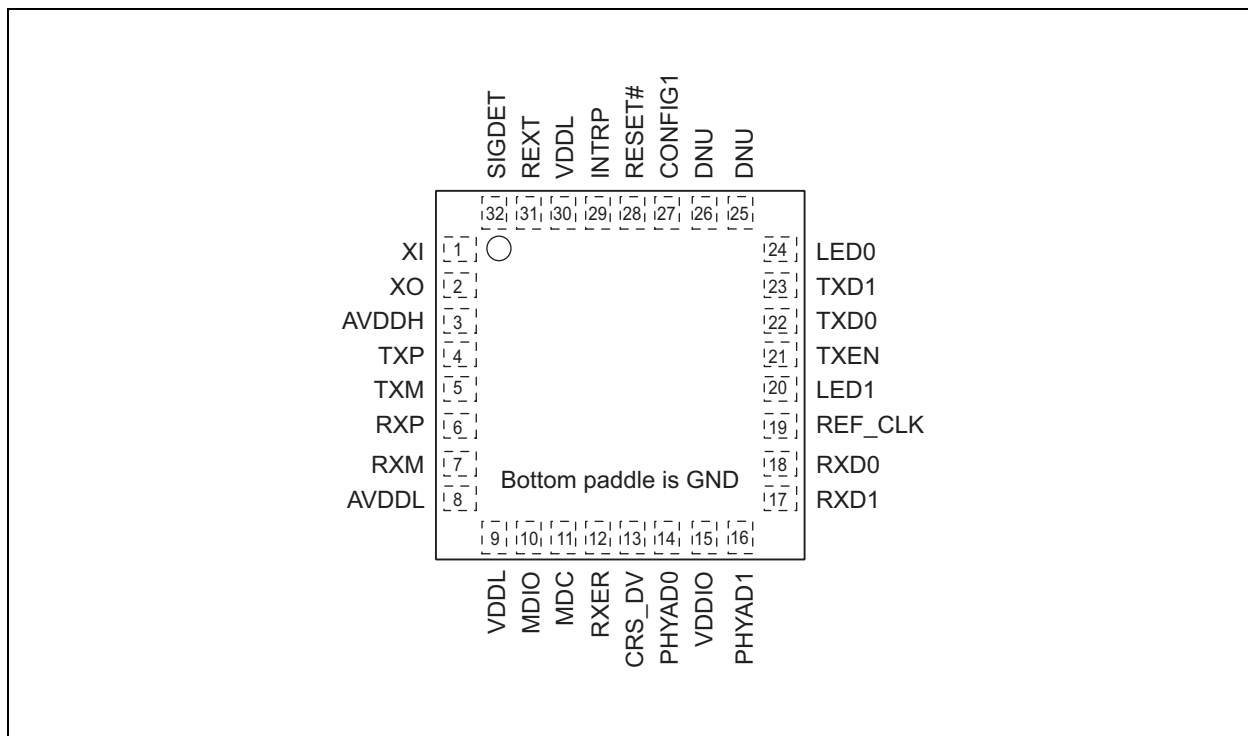 SIGDET
REXT
VDDL
INTRP
RESET#
CONFIG1
DNU
DNU
32 31 30 29 28 27 26 25
XI 1 24 LED0
XO 2 23 TXD1
AVDDH 3 22 TXD0
TXP 4 21 TXEN
TXM 5 20 LED1
RXP 6 19 REF_CLK
RXM 7 18 RXD0
Bottom paddle is GND
AVDDL 8 17 RXD1
9 10 11 12 13 14 15 16
VDDL
MDIO
MDC
RXER
CRS_DV
PHYAD0
VDDIO
PHYAD1